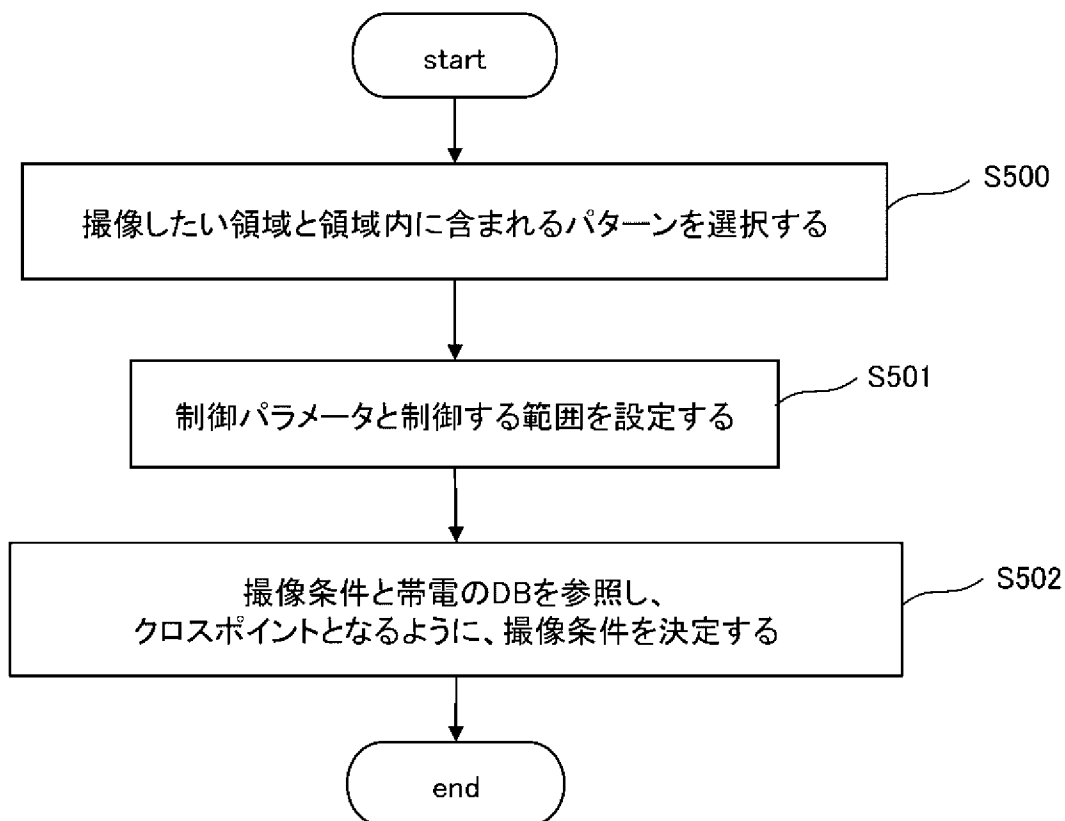 start
S500
撮像したい領域と領域内に含まれるパターンを選択する
S501
制御パラメータと制御する範囲を設定する
S502
撮像条件と帯電のDBを参照し、
クロスポイントとなるように、撮像条件を決定する
end